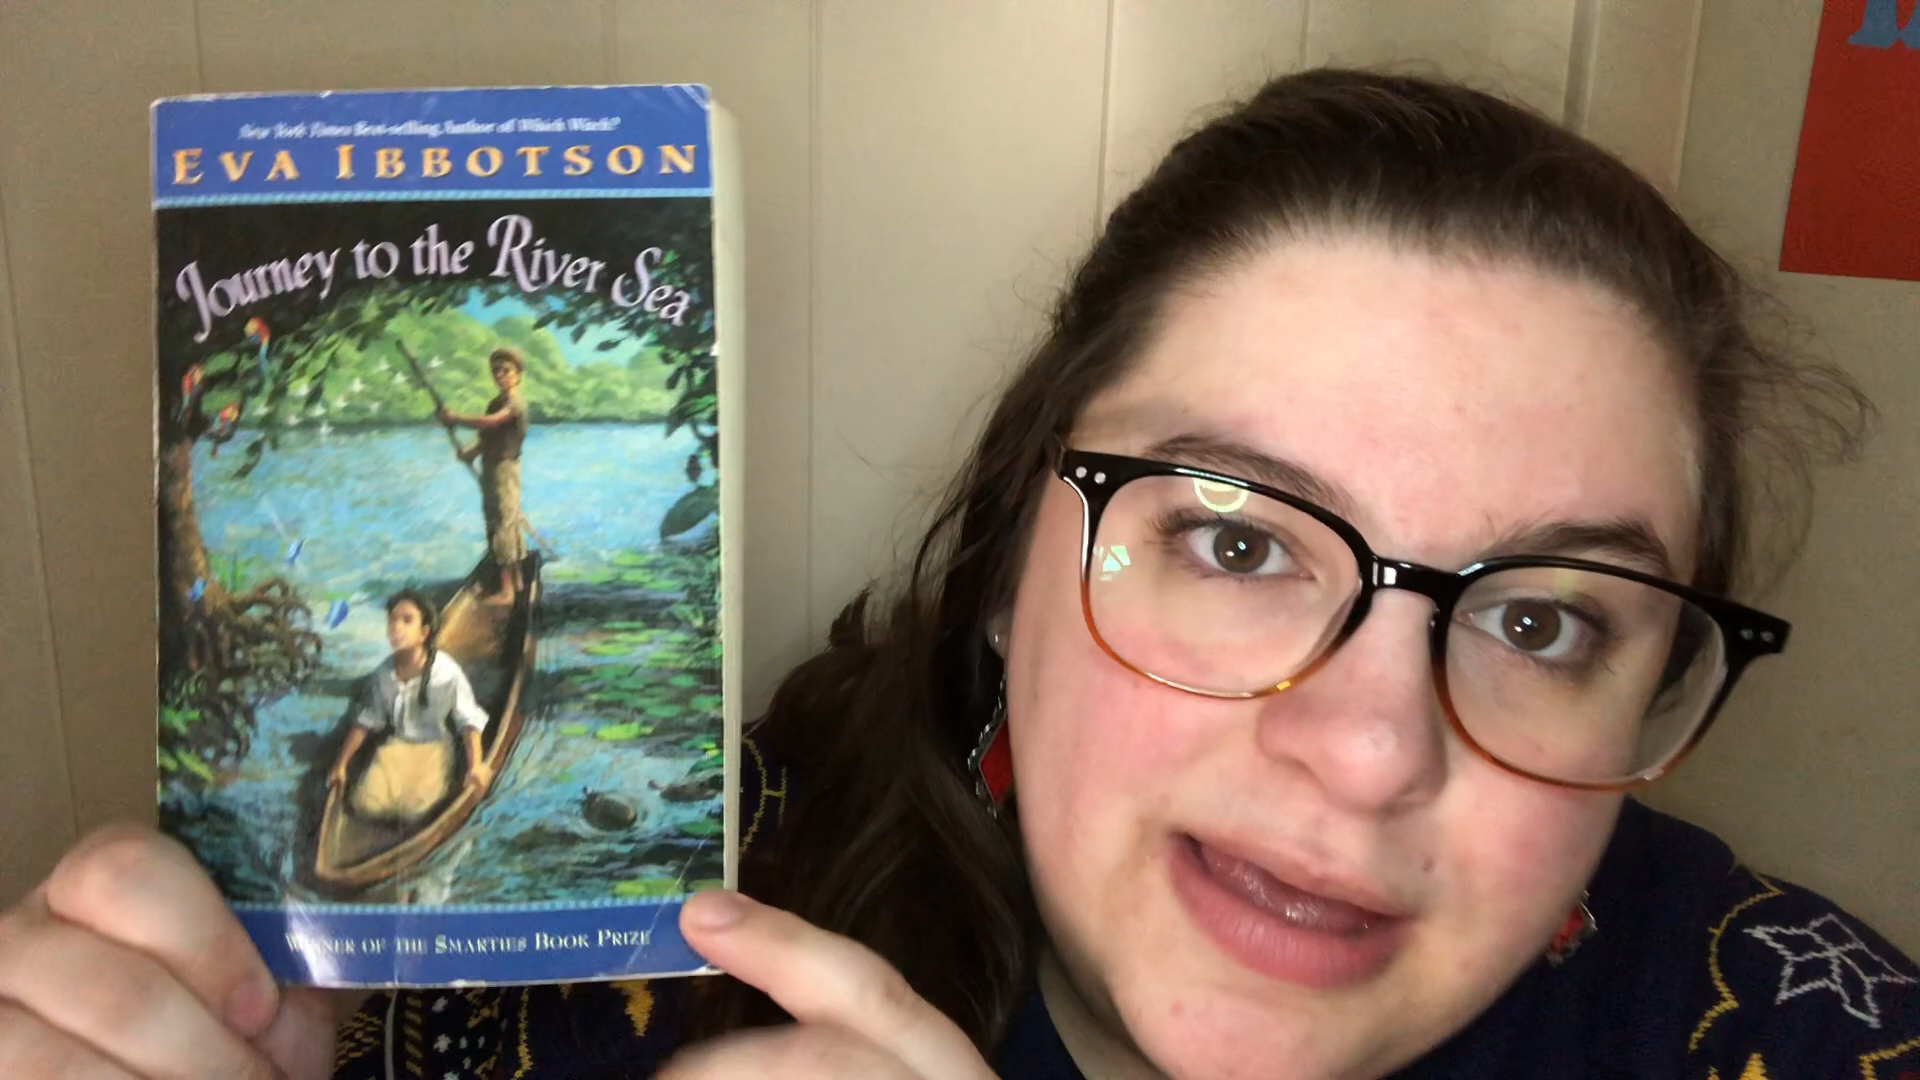 New York Times Best-selling Author of Which Witch?
EVA IBBOTSON
Journey to the River Sea
WINNER OF THE SMARTIES BOOK PRIZE